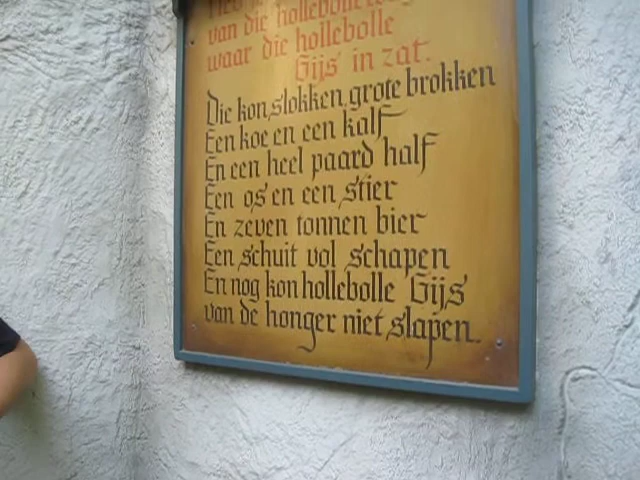 van die hollebolle
waar die hollebolle
Gijs in zat.
Die kon slokken, grote brokken
Een koe en een kalf
En een heel paard half
Een os en een stier
En zeven tonnen bier
Een schuit vol schapen
En nog kon hollebolle Gijs
van de honger niet slapen.